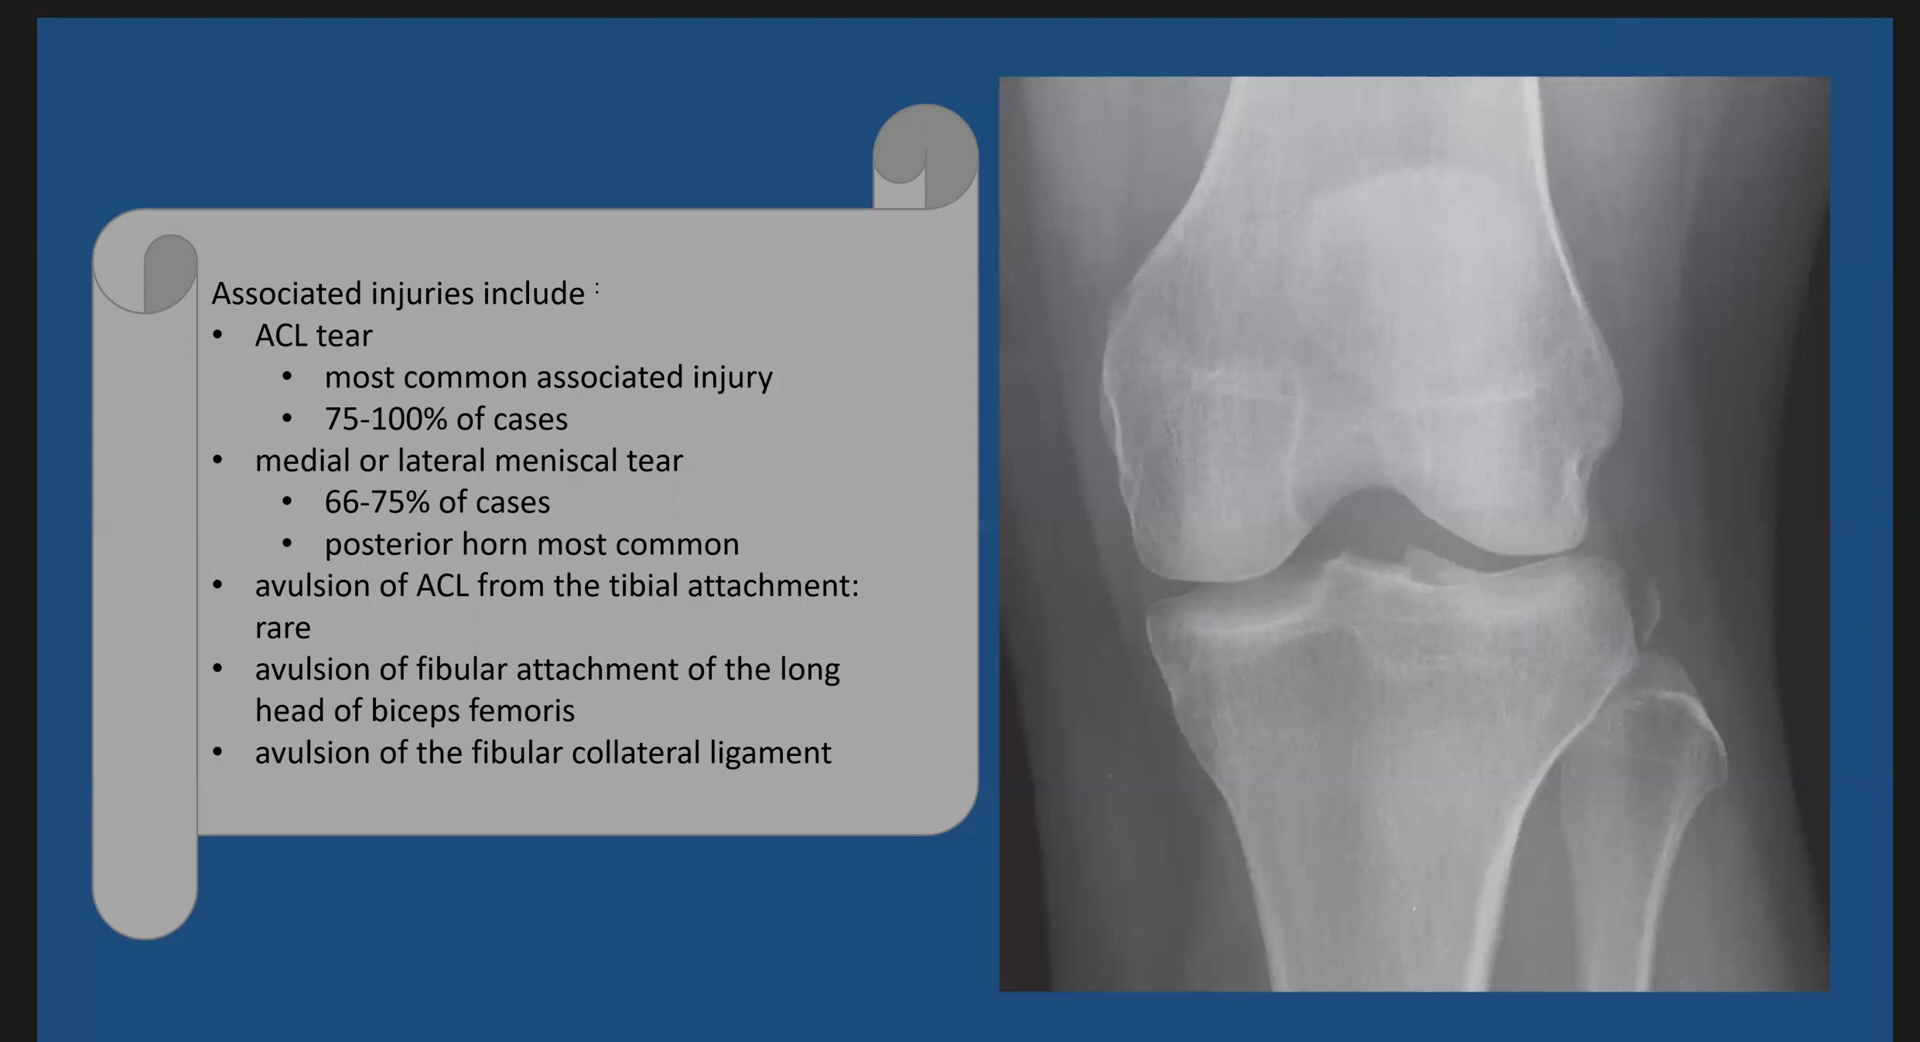 Associated injuries include :
• ACL tear
• most common associated injury
• 75-100% of cases
• medial or lateral meniscal tear
• 66-75% of cases
• posterior horn most common
• avulsion of ACL from the tibial attachment:
rare
• avulsion of fibular attachment of the long
head of biceps femoris
• avulsion of the fibular collateral ligament